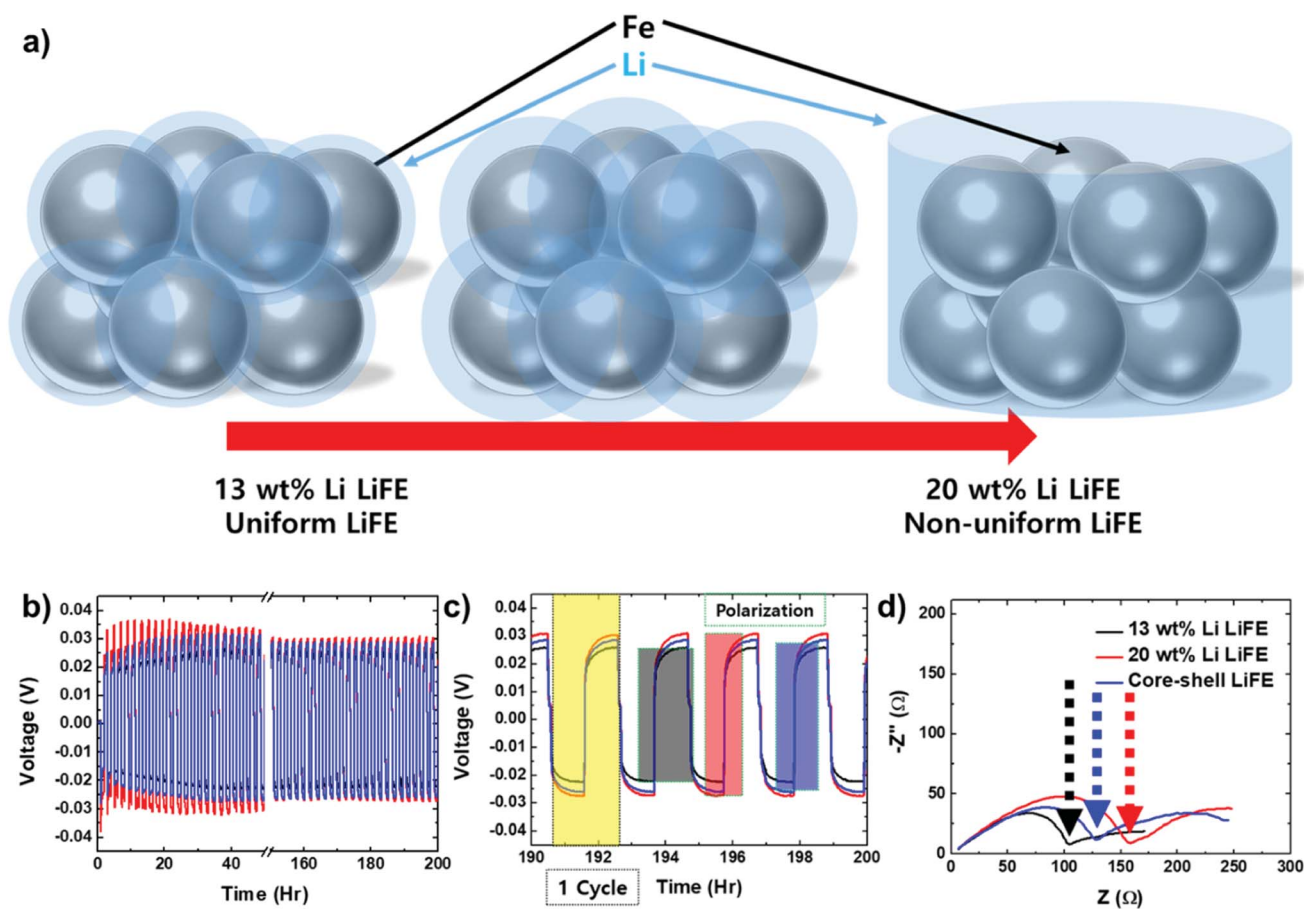 a)
Fe
Li
13 wt% Li LiFE
Uniform LiFE
20 wt% Li LiFE
Non-uniform LiFE
b)
0.04
0.03
0.02
0.01
0.00
-0.01
-0.02
-0.03
-0.04
Voltage (V)
0 20 40 160 180 200
Time (Hr)
c)
0.04
0.03
0.02
0.01
0.00
-0.01
-0.02
-0.03
-0.04
Voltage (V)
Polarization
190 192 194 196 198 200
1 Cycle
Time (Hr)
d)
200
150
100
50
0
-Z" (Ω)
13 wt% Li LiFE
20 wt% Li LiFE
Core-shell LiFE
0 50 100 150 200 250
Z (Ω)